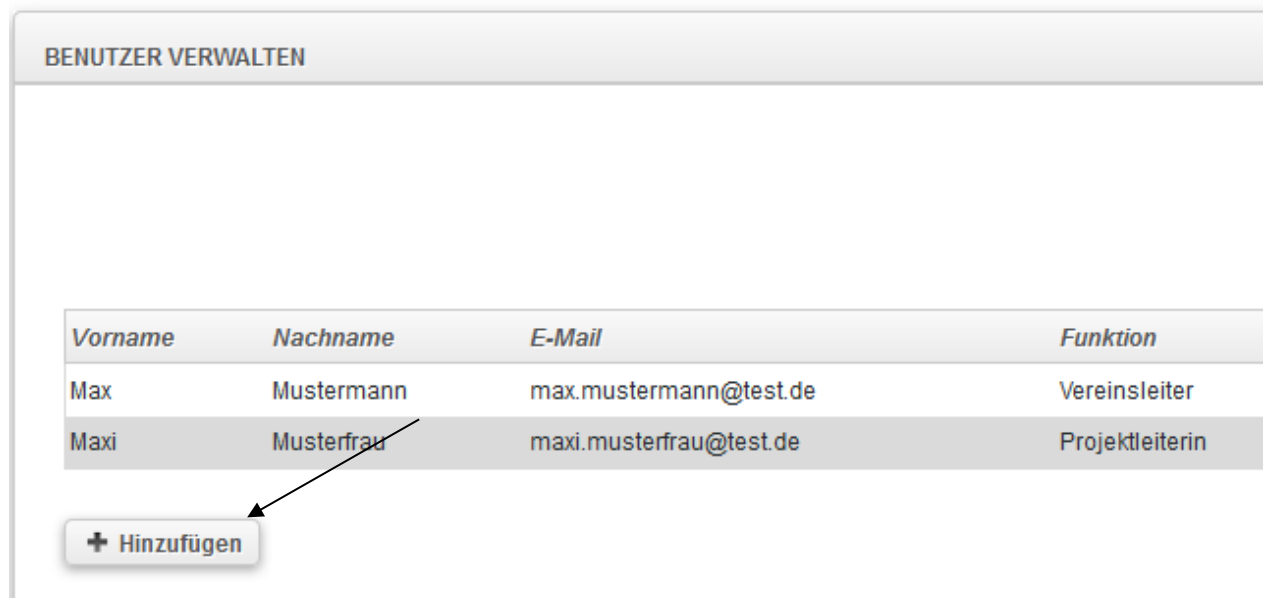 BENUTZER VERWALTEN
Vorname Nachname E-Mail Funktion
Max Mustermann max.mustermann@test.de Vereinsleiter
Maxi Musterfrau maxi.musterfrau@test.de Projektleiterin
+ Hinzufügen